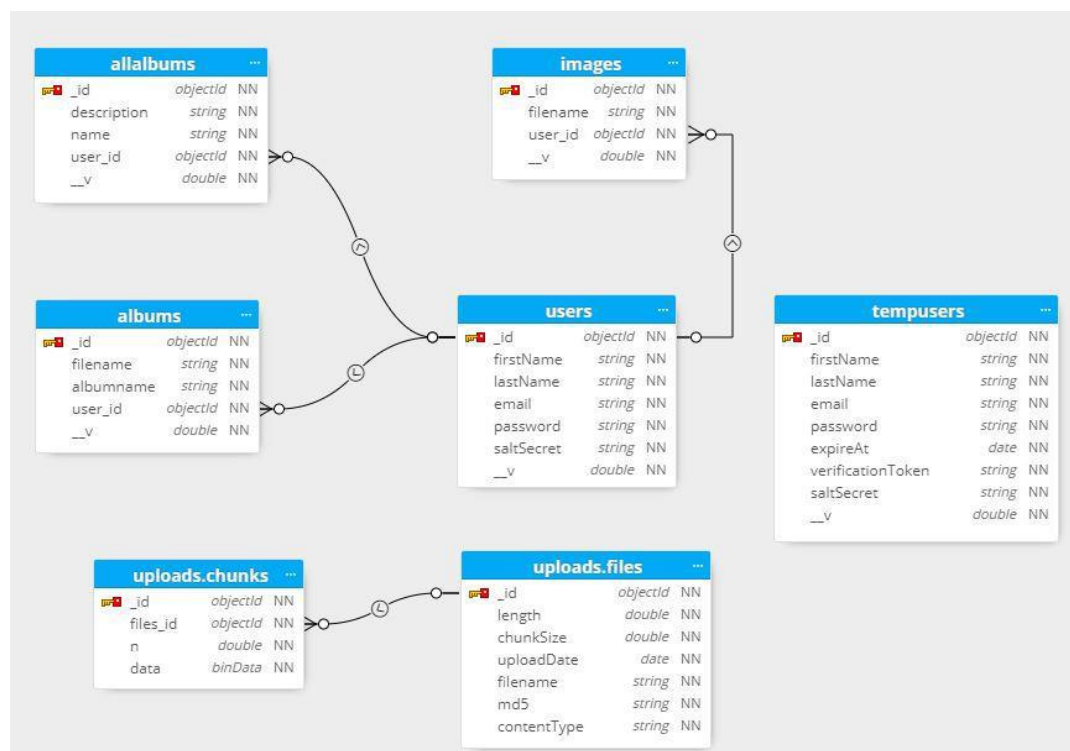 allalbums ...
_id objectId NN
description string NN
name string NN
user_id objectId NN
__v double NN
images ...
_id objectId NN
filename string NN
user_id objectId NN
__v double NN
albums ...
_id objectId NN
filename string NN
albumname string NN
user_id objectId NN
__v double NN
users ...
_id objectId NN
firstName string NN
lastName string NN
email string NN
password string NN
saltSecret string NN
__v double NN
tempusers ...
_id objectId NN
firstName string NN
lastName string NN
email string NN
password string NN
expireAt date NN
verificationToken string NN
saltSecret string NN
__v double NN
uploads.chunks ...
_id objectId NN
files_id objectId NN
n double NN
data binData NN
uploads.files ...
_id objectId NN
length double NN
chunkSize double NN
uploadDate date NN
filename string NN
md5 string NN
contentType string NN